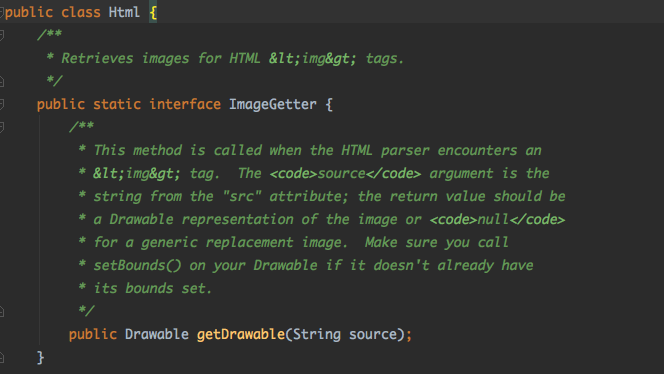 public class Html {
    /**
     * Retrieves images for HTML &lt;img&gt; tags.
     */
    public static interface ImageGetter {
        /**
         * This method is called when the HTML parser encounters an
         * &lt;img&gt; tag.  The <code>source</code> argument is the
         * string from the "src" attribute; the return value should be
         * a Drawable representation of the image or <code>null</code>
         * for a generic replacement image.  Make sure you call
         * setBounds() on your Drawable if it doesn't already have
         * its bounds set.
         */
        public Drawable getDrawable(String source);
    }